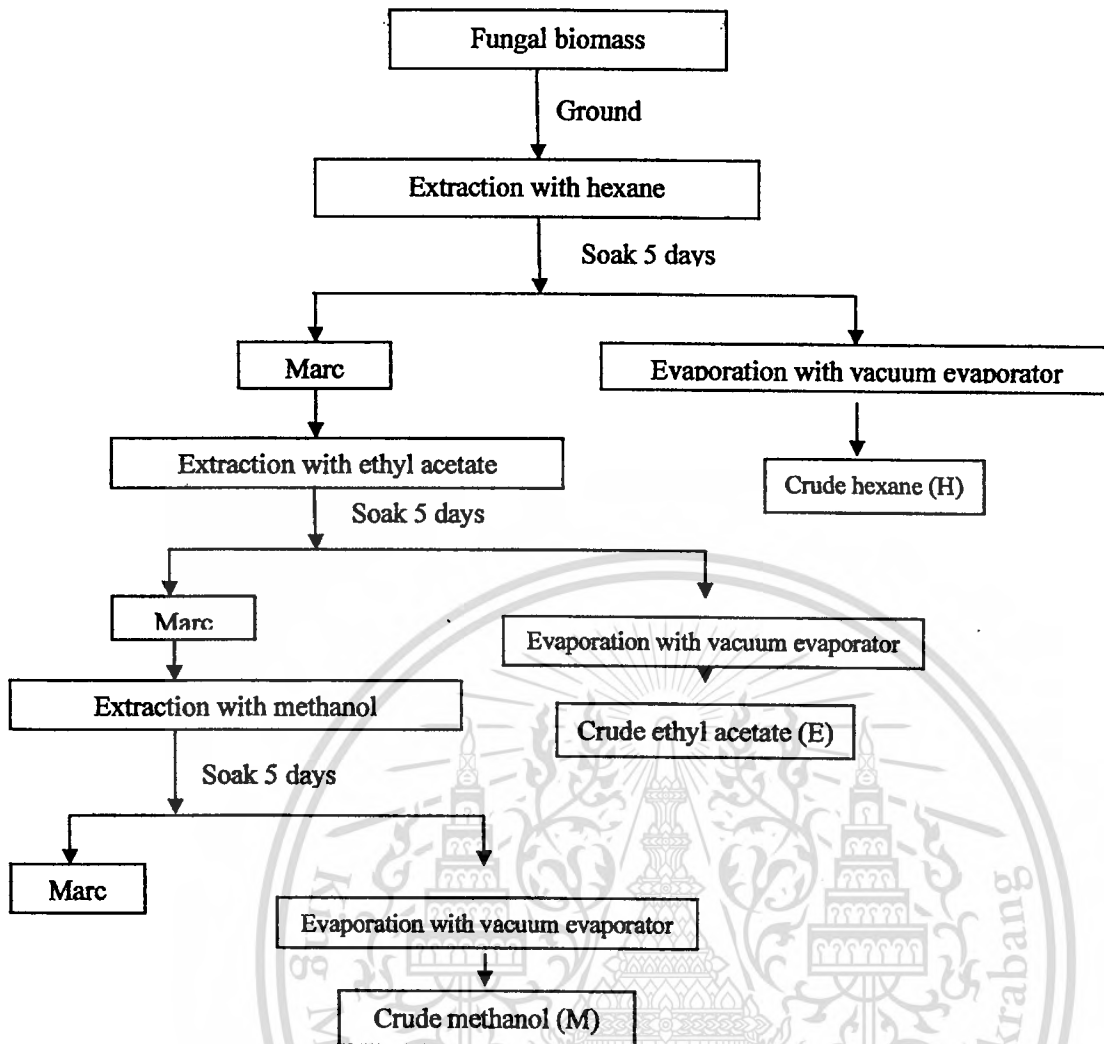 Fungal biomass
Ground
Extraction with hexane
Soak 5 days
Marc
Evaporation with vacuum evaporator
Extraction with ethyl acetate
Crude hexane (H)
Soak 5 days
Marc
Evaporation with vacuum evaporator
Extraction with methanol
Crude ethyl acetate (E)
Soak 5 days
Marc
Evaporation with vacuum evaporator
Crude methanol (M)
King M
krabang